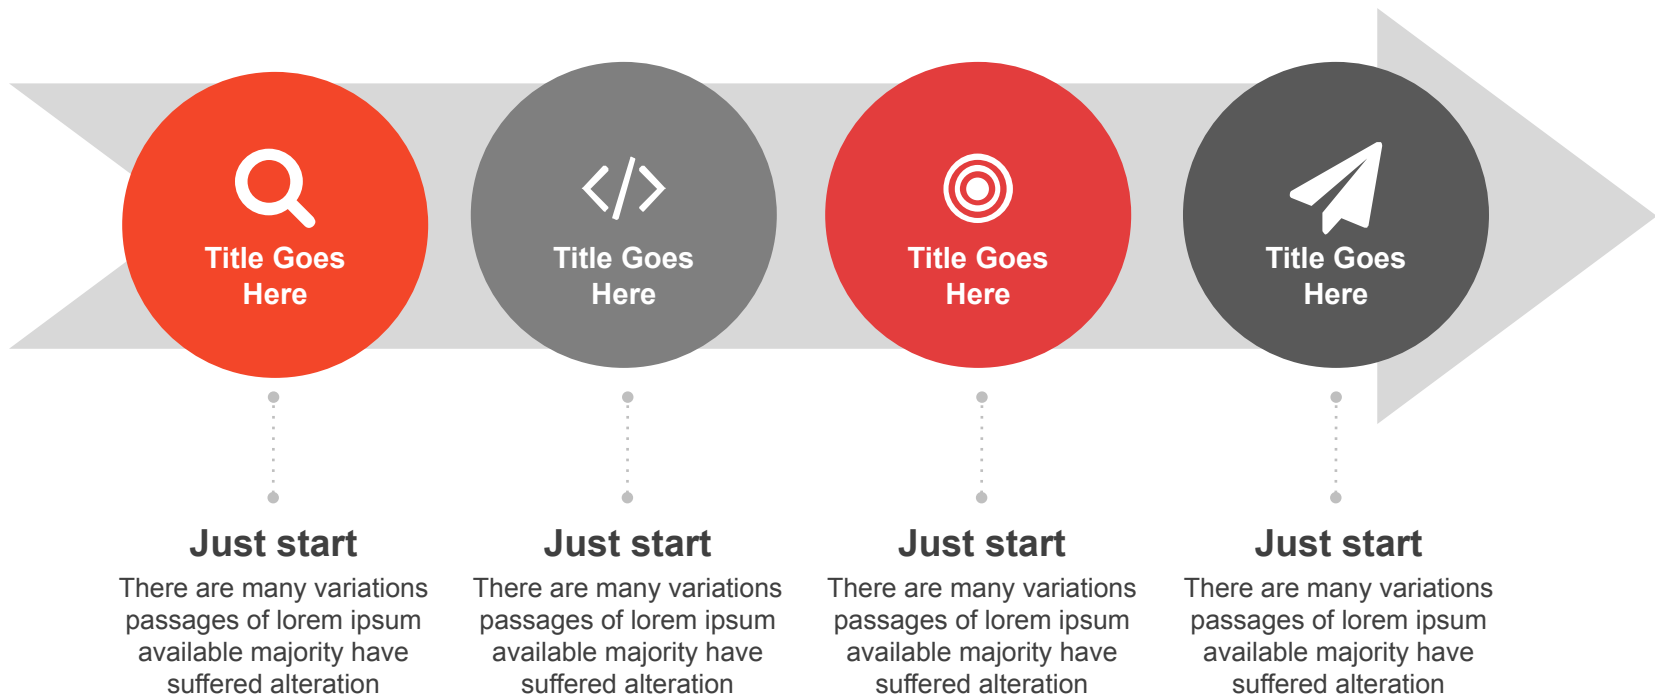 Title Goes
Here
Title Goes
Here
Title Goes
Here
Title Goes
Here
Just start
There are many variations
passages of lorem ipsum
available majority have
suffered alteration
Just start
There are many variations
passages of lorem ipsum
available majority have
suffered alteration
Just start
There are many variations
passages of lorem ipsum
available majority have
suffered alteration
Just start
There are many variations
passages of lorem ipsum
available majority have
suffered alteration